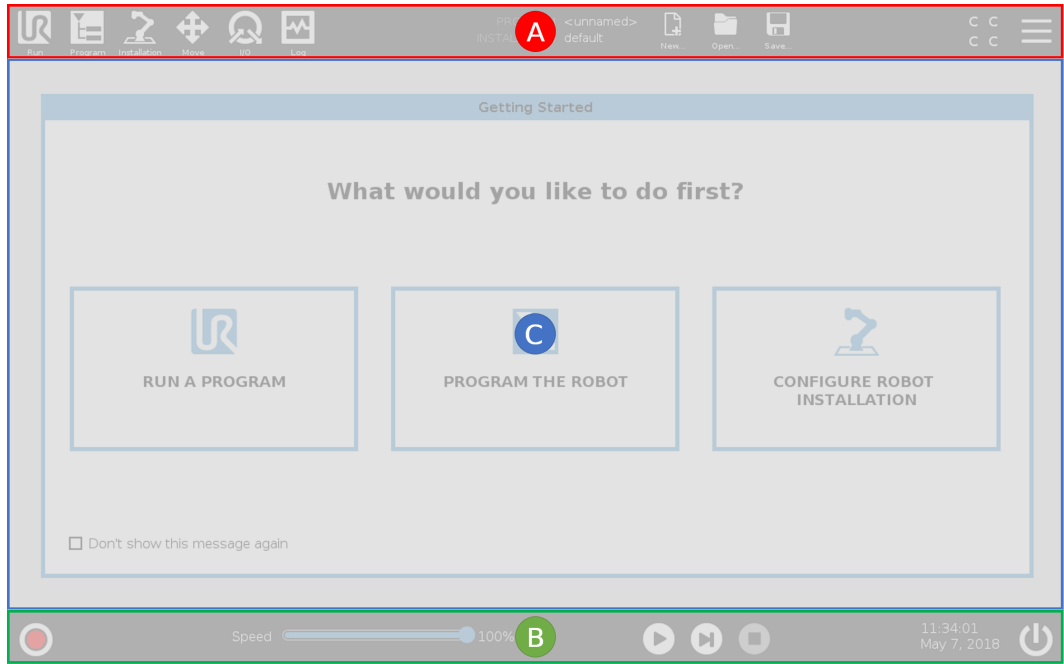 PRO <unnamed>
INSTAL default
A
C C
C C
Run Program Installation Move I/O Log New... Open... Save...
Getting Started
What would you like to do first?
C
RUN A PROGRAM
PROGRAM THE ROBOT
CONFIGURE ROBOT
INSTALLATION
Don't show this message again
Speed 100%
B
11:34:01
May 7, 2018